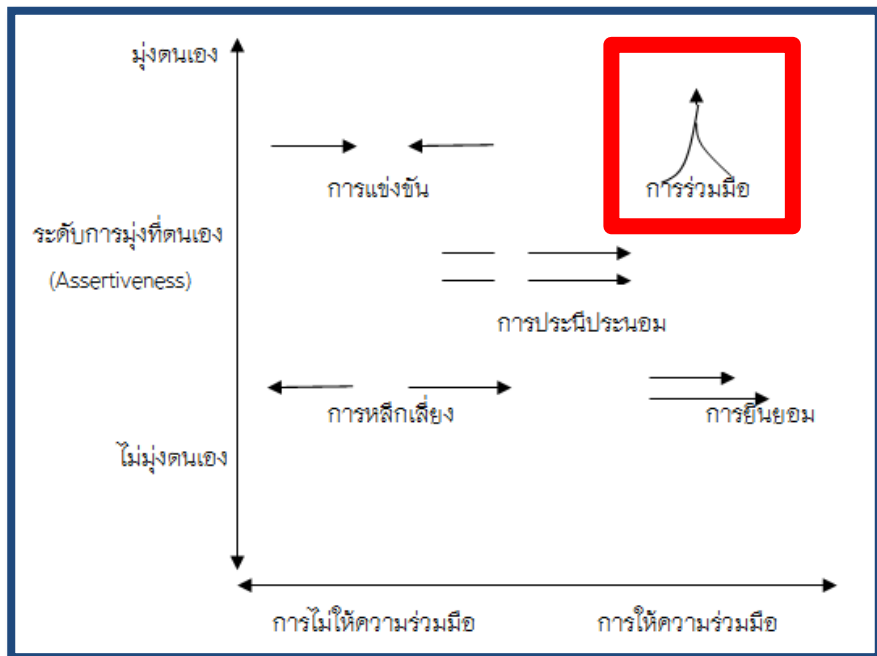 มุ่งตนเอง
การแข่งขัน
การร่วมมือ
ระดับการมุ่งที่ตนเอง
(Assertiveness)
การประนีประนอม
การหลีกเลี่ยง
การยินยอม
ไม่มุ่งตนเอง
การไม่ให้ความร่วมมือ
การให้ความร่วมมือ